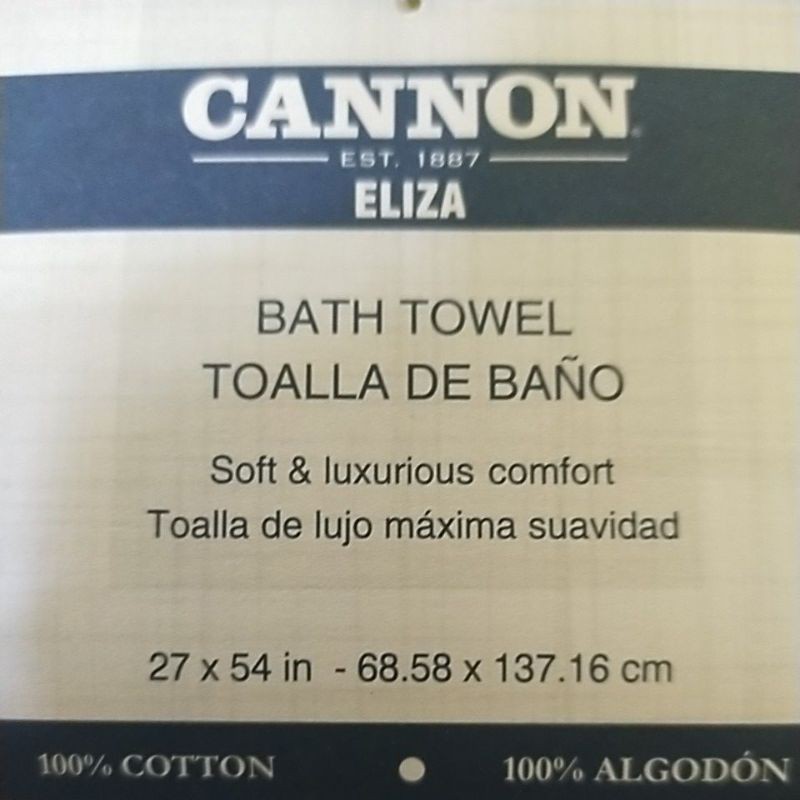 CANNON
EST. 1887
ELIZA
BATH TOWEL
TOALLA DE BAÑO
Soft & luxurious comfort
Toalla de lujo máxima suavidad
27 x 54 in - 68.58 x 137.16 cm
100% COTTON ● 100% ALGODÓN